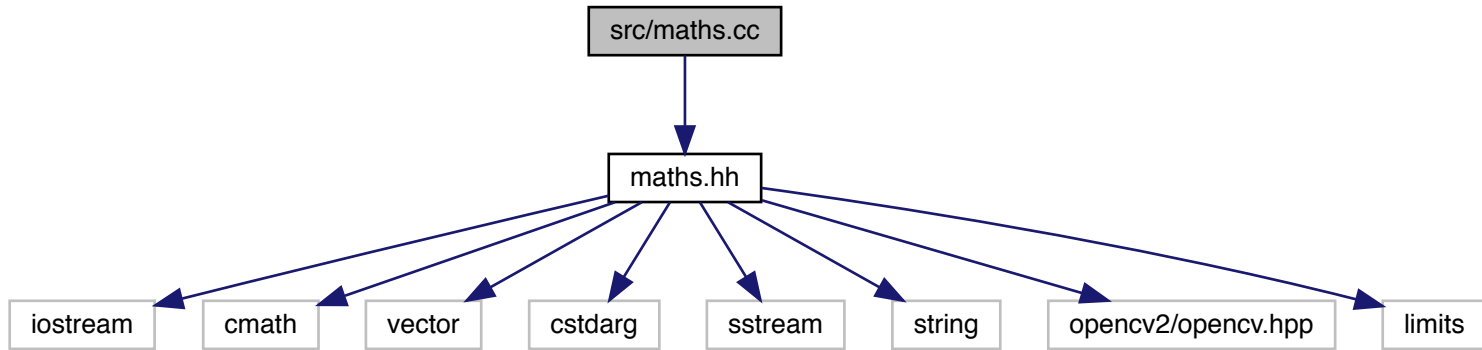 src/maths.cc
maths.hh
iostream
cmath
vector
cstdarg
sstream
string
opencv2/opencv.hpp
limits